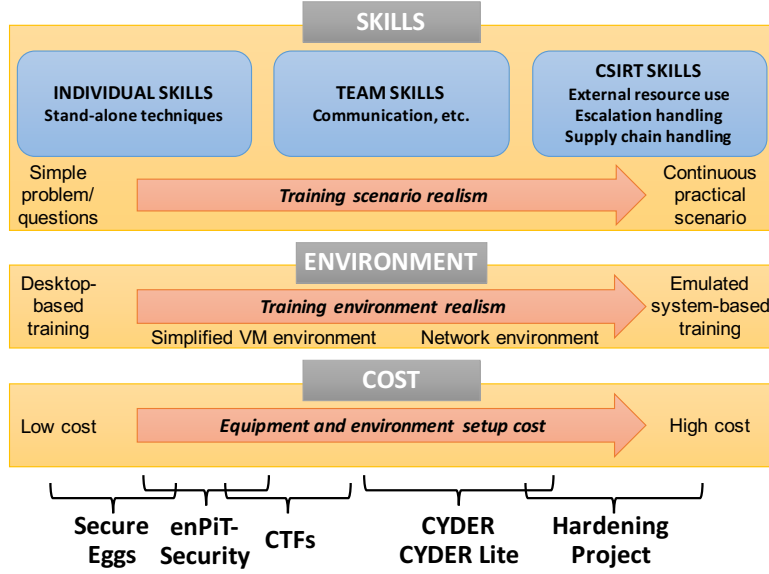 SKILLS
INDIVIDUAL SKILLS
Stand-alone techniques
TEAM SKILLS
Communication, etc.
CSIRT SKILLS
External resource use
Escalation handling
Supply chain handling
Simple
problem/
questions
Training scenario realism
Continuous
practical
scenario
ENVIRONMENT
Desktop-
based
training
Training environment realism
Simplified VM environment
Network environment
Emulated
system-based
training
COST
Low cost
Equipment and environment setup cost
High cost
Secure
Eggs
enPiT-
Security
CTFs
CYDER
CYDER Lite
Hardening
Project